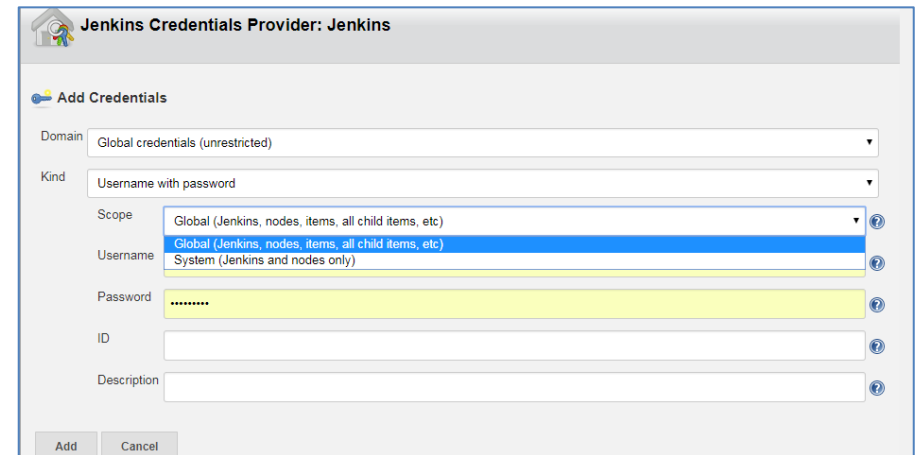 Jenkins Credentials Provider: Jenkins
Add Credentials
Domain
Global credentials (unrestricted)
Kind
Username with password
Scope
Global (Jenkins, nodes, items, all child items, etc)
Global (Jenkins, nodes, items, all child items, etc)
Username
System (Jenkins and nodes only)
Password
•••••••••
ID
Description
Add Cancel